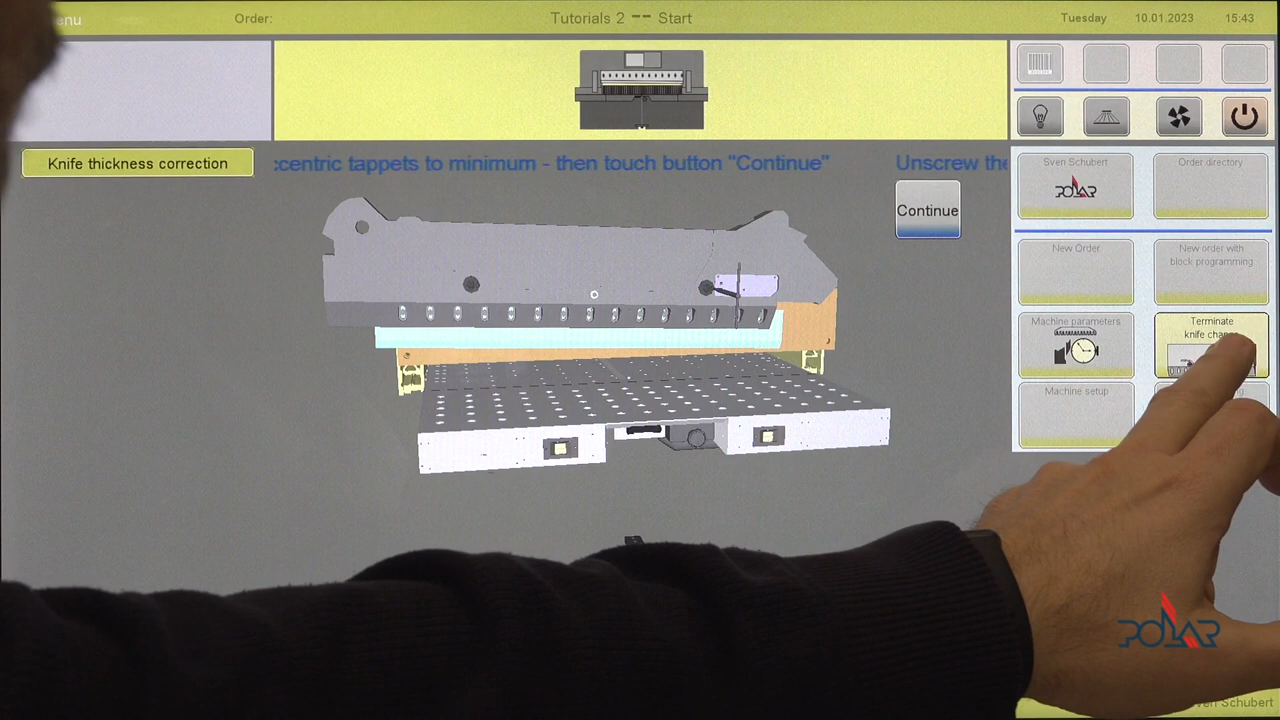 enu
Order:
Tutorials 2 -- Start
Tuesday
10.01.2023
15:43
Knife thickness correction
centric tappets to minimum - then touch button "Continue"
Unscrew the
Continue
Sven Schubert
POLAR
Order directory
New Order
New order with
block programming
Machine parameters
Terminate
knife chan
Machine setup
POLAR
Sven Schubert